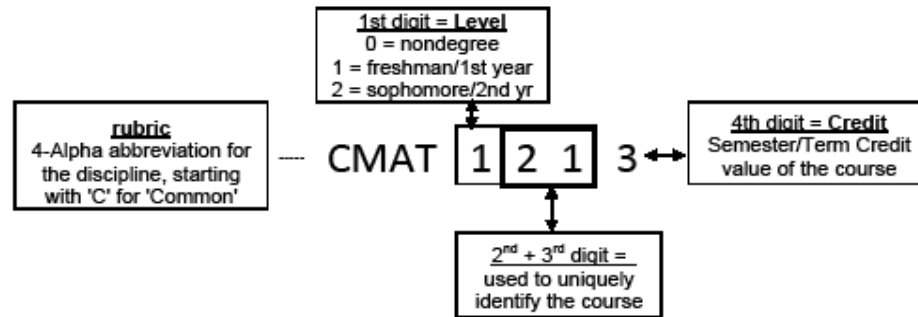 1st digit = Level
0 = nondegree
1 = freshman/1st year
2 = sophomore/2nd yr
rubric
4-Alpha abbreviation for
the discipline, starting
with 'C' for 'Common'
CMAT 1 2 1 3
4th digit = Credit
Semester/Term Credit
value of the course
2nd + 3rd digit =
used to uniquely
identify the course